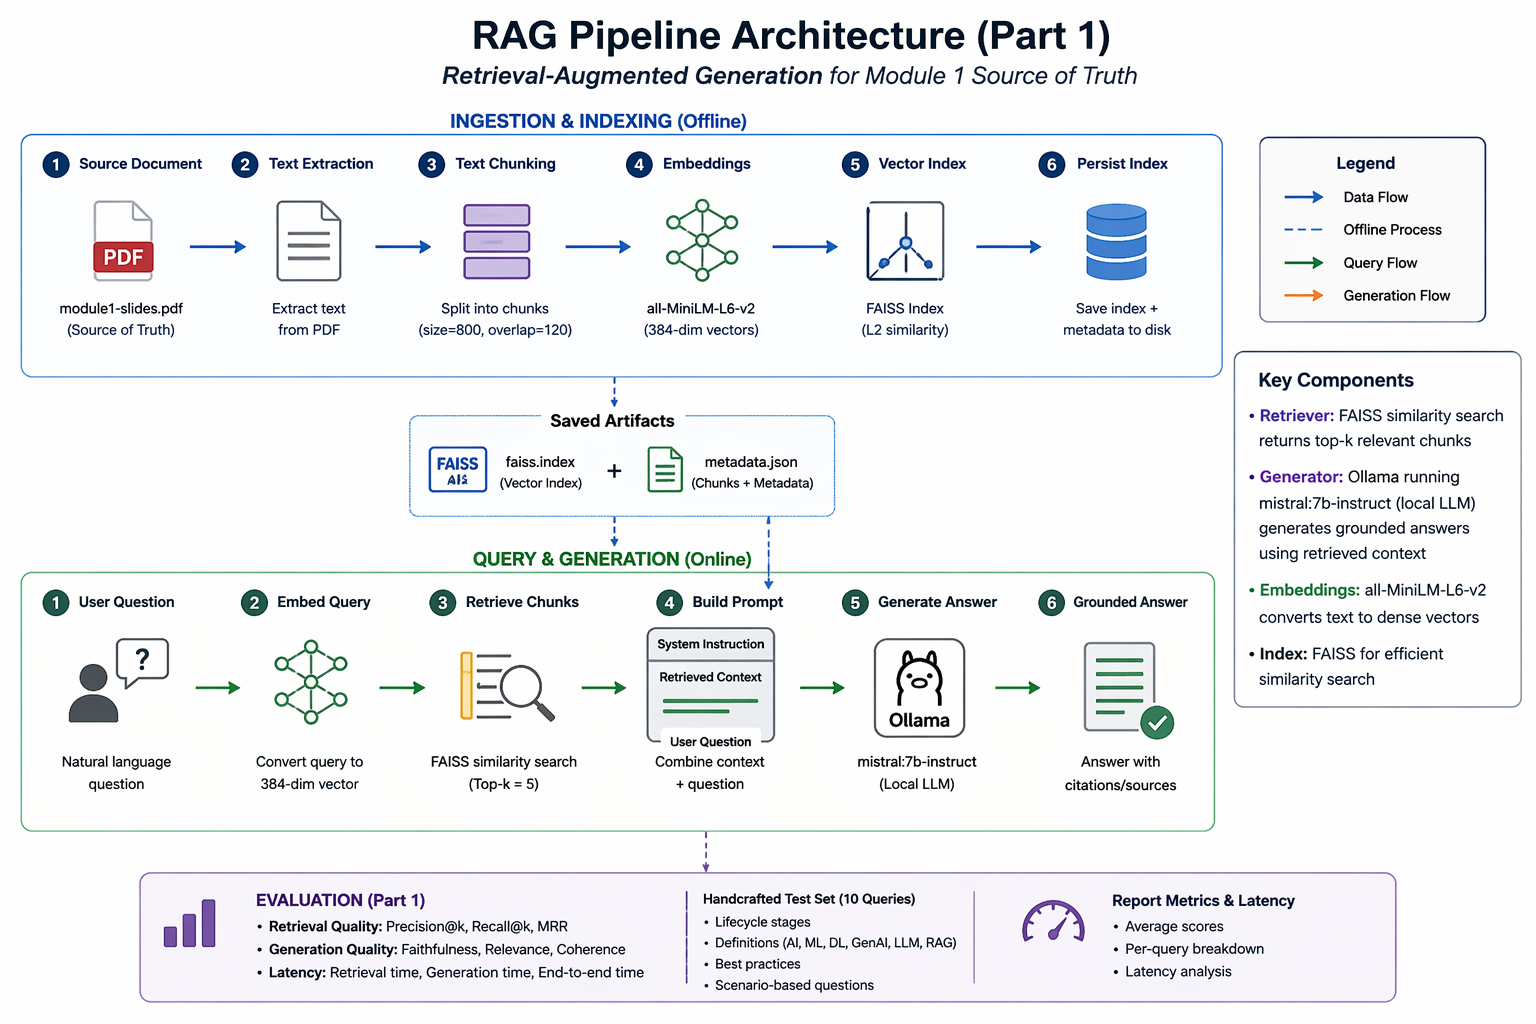 RAG Pipeline Architecture (Part 1)
Retrieval-Augmented Generation for Module 1 Source of Truth
INGESTION & INDEXING (Offline)
1 Source Document
PDF
module1-slides.pdf
(Source of Truth)
2 Text Extraction
Extract text
from PDF
3 Text Chunking
Split into chunks
(size=800, overlap=120)
4 Embeddings
all-MiniLM-L6-v2
(384-dim vectors)
5 Vector Index
FAISS Index
(L2 similarity)
6 Persist Index
Save index +
metadata to disk
Legend
Data Flow
Offline Process
Query Flow
Generation Flow
Saved Artifacts
FAISS
faiss.index
(Vector Index)
+
metadata.json
(Chunks + Metadata)
Key Components
• Retriever: FAISS similarity search
returns top-k relevant chunks
• Generator: Ollama running
mistral:7b-instruct (local LLM)
generates grounded answers
using retrieved context
• Embeddings: all-MiniLM-L6-v2
converts text to dense vectors
• Index: FAISS for efficient
similarity search
QUERY & GENERATION (Online)
1 User Question
?
Natural language
question
2 Embed Query
Convert query to
384-dim vector
3 Retrieve Chunks
FAISS similarity search
(Top-k = 5)
4 Build Prompt
System Instruction
Retrieved Context
User Question
Combine context
+ question
5 Generate Answer
Ollama
mistral:7b-instruct
(Local LLM)
6 Grounded Answer
Answer with
citations/sources
EVALUATION (Part 1)
• Retrieval Quality: Precision@k, Recall@k, MRR
• Generation Quality: Faithfulness, Relevance, Coherence
• Latency: Retrieval time, Generation time, End-to-end time
Handcrafted Test Set (10 Queries)
• Lifecycle stages
• Definitions (AI, ML, DL, GenAI, LLM, RAG)
• Best practices
• Scenario-based questions
Report Metrics & Latency
• Average scores
• Per-query breakdown
• Latency analysis